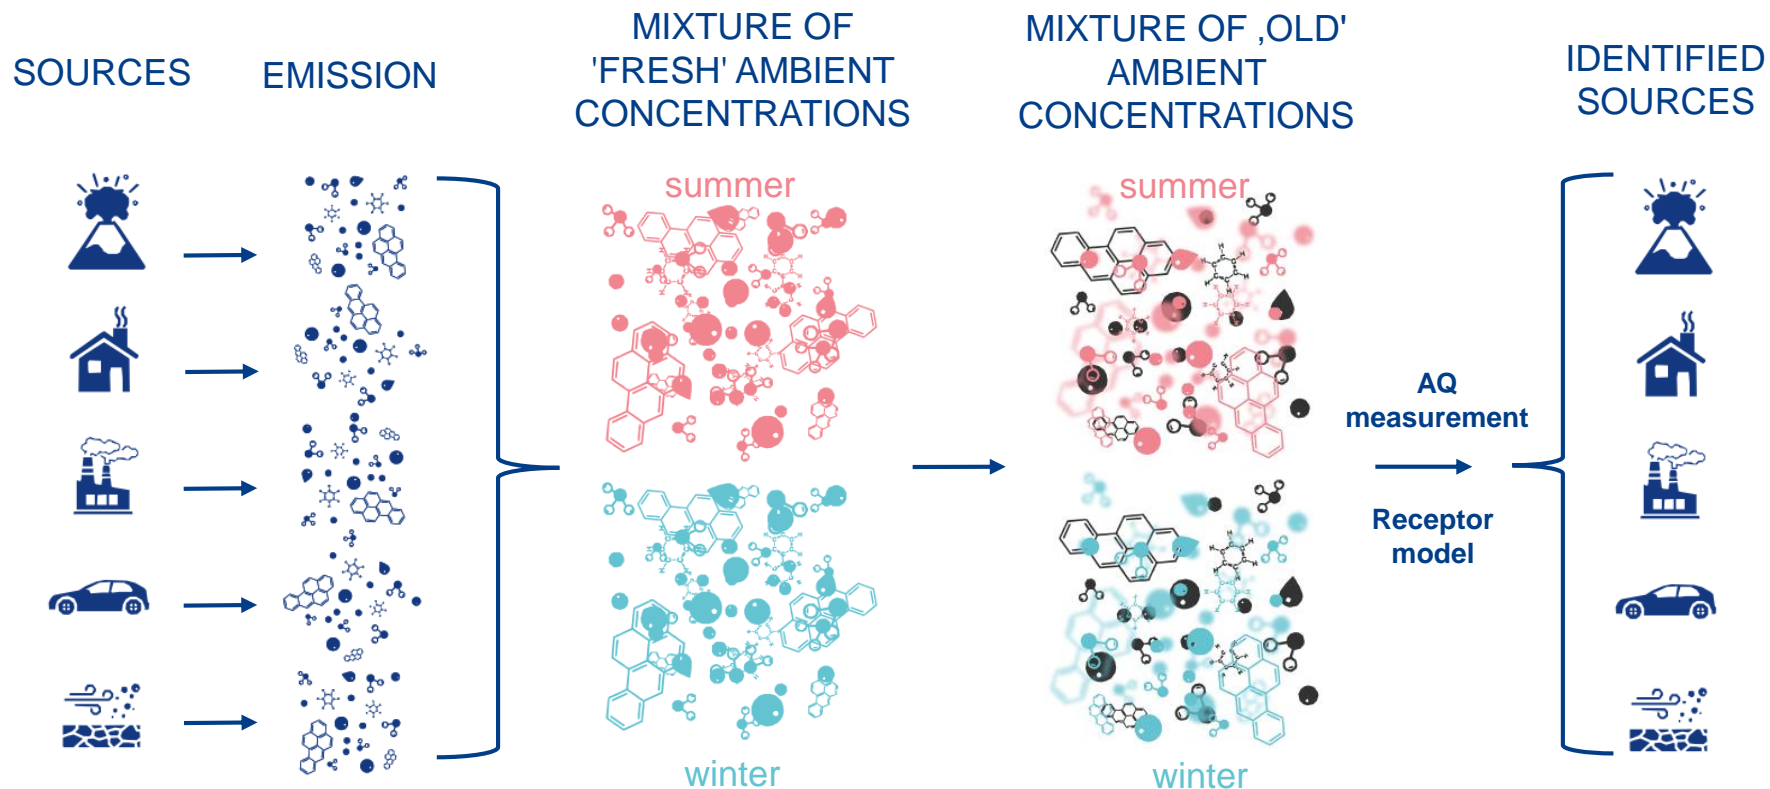 SOURCES
EMISSION
MIXTURE OF
'FRESH' AMBIENT
CONCENTRATIONS
MIXTURE OF ‚OLD'
AMBIENT
CONCENTRATIONS
IDENTIFIED
SOURCES
summer
summer
AQ
measurement
Receptor
model
winter
winter